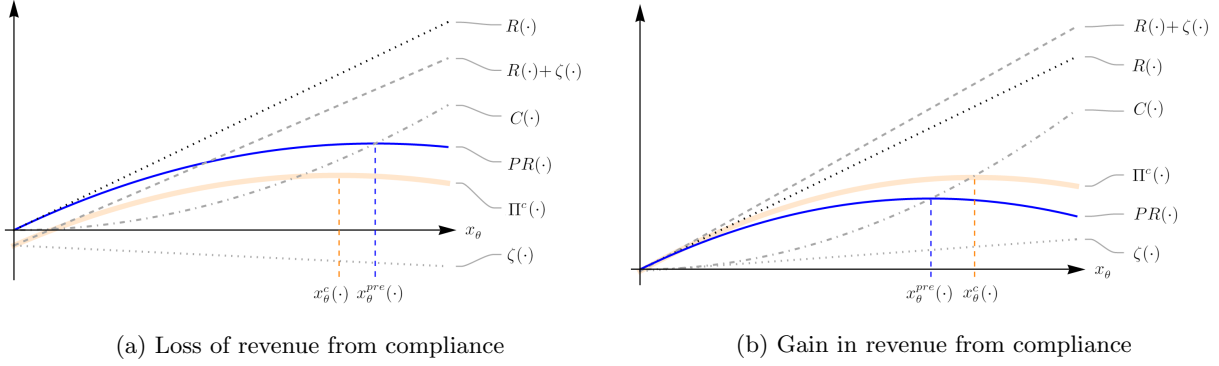 R(·)
R(·)+ζ(·)
C(·)
PR(·)
Π^c(·)
x_θ
ζ(·)
x_θ^c(·) x_θ^{pre}(·)
(a) Loss of revenue from compliance
R(·)+ζ(·)
R(·)
C(·)
Π^c(·)
PR(·)
ζ(·)
x_θ
x_θ^{pre}(·) x_θ^c(·)
(b) Gain in revenue from compliance